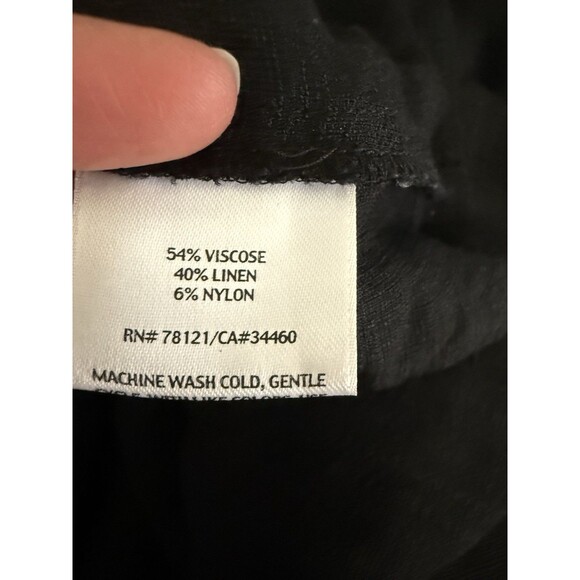 54% VISCOSE
40% LINEN
6% NYLON
RN# 78121/CA#34460
MACHINE WASH COLD, GENTLE